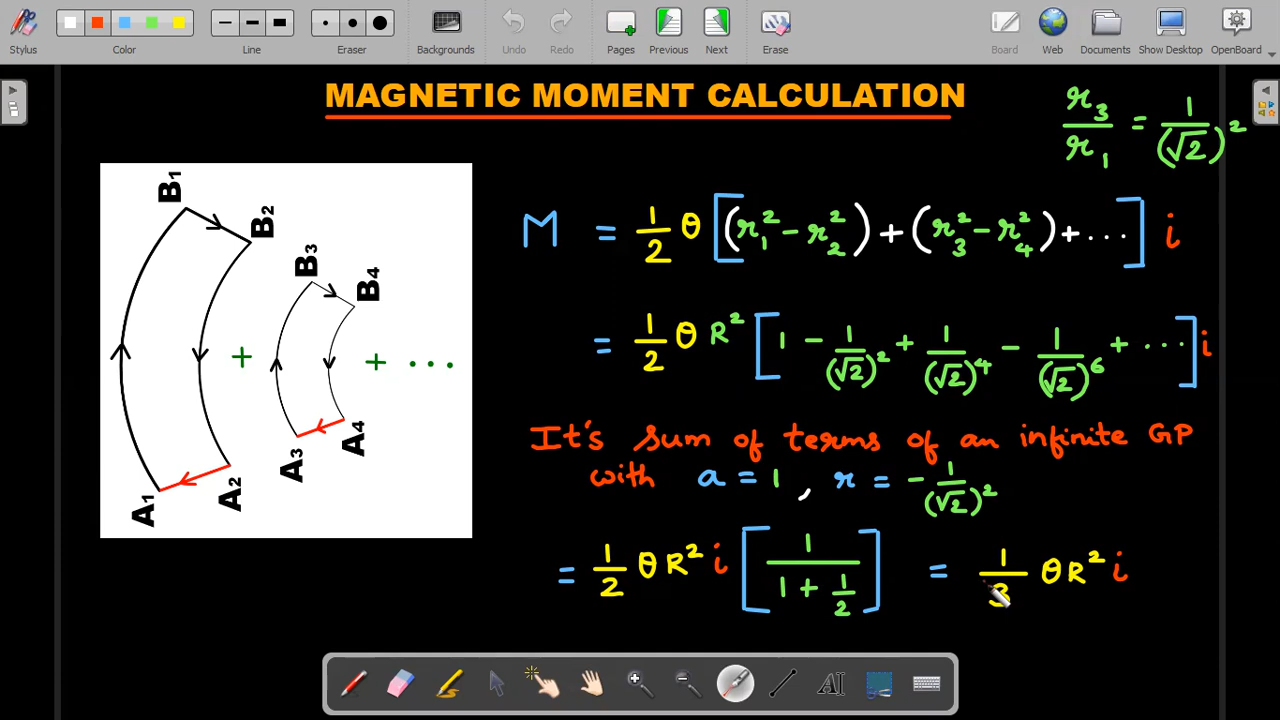 Stylus
Color
Line
Eraser
Backgrounds
Undo
Redo
Pages
Previous
Next
Erase
Board
Web
Documents
Show Desktop
OpenBoard
MAGNETIC MOMENT CALCULATION
r₃/r₁ = 1/(√2)²
B1
B2
B3
B4
+
+ ...
A1
A2
A3
A4
M = 1/2 θ [(r₁² - r₂²) + (r₃² - r₄²) + ...] i
= 1/2 θ R² [1 - 1/(√2)² + 1/(√2)⁴ - 1/(√2)⁶ + ...] i
It's sum of terms of an infinite GP
with a = 1 , r = - 1/(√2)²
= 1/2 θR² i [1/(1 + 1/2)] = 1/3 θR² i